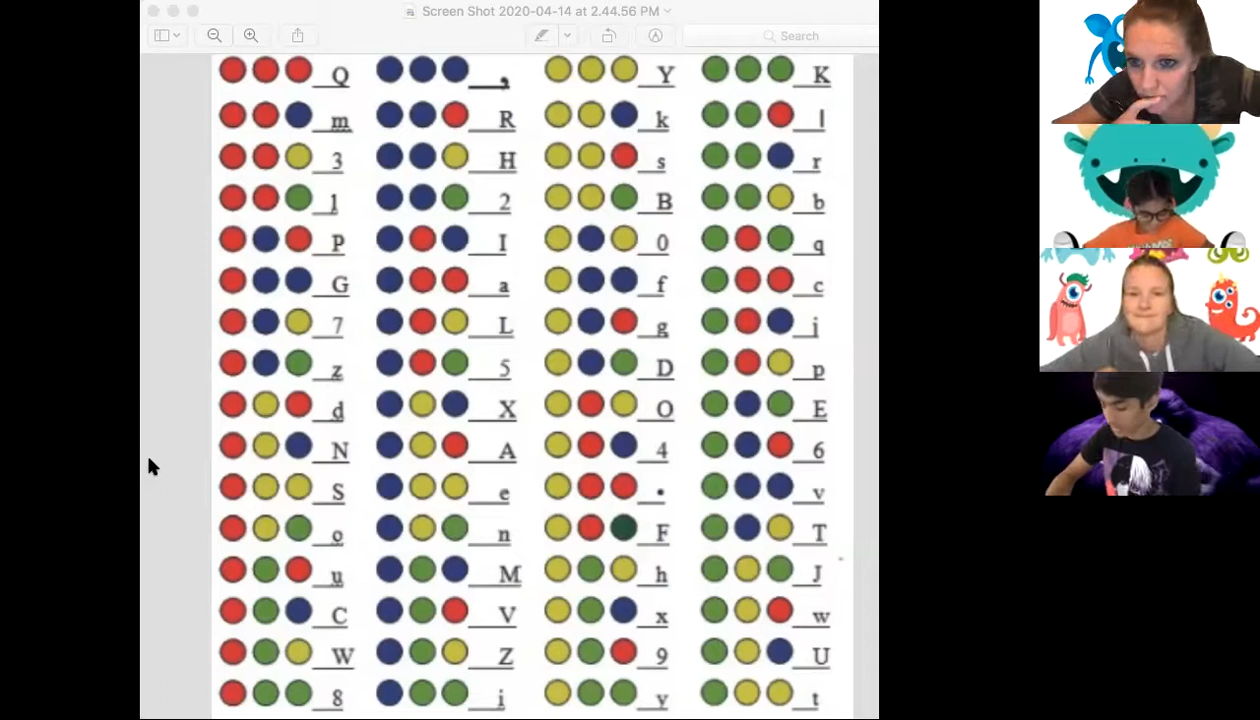 Screen Shot 2020-04-14 at 2.44.56 PM
Search
Q , Y K
m R k l
3 H s r
1 2 B b
P I 0 q
G a f c
7 L g j
z 5 D p
d X O E
N A 4 6
S e • v
o n F T
u M h J
C V x w
W Z 9 U
8 i y t